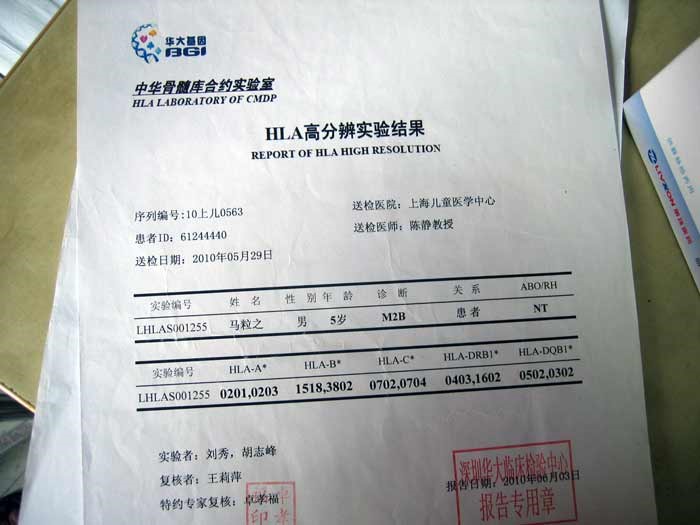 华大基因
BGI
中华骨髓库合约实验室
HLA LABORATORY OF CMDP
HLA高分辨实验结果
REPORT OF HLA HIGH RESOLUTION
序列编号:10上儿0563 送检医院: 上海儿童医学中心
患者ID: 61244440 送检医师: 陈静教授
送检日期: 2010年05月29日
实验编号 姓 名 性 别 年 龄 诊 断 关 系 ABO/RH
LHLAS001255 马粒之 男 5岁 M2B 患 者 NT
HLA-A* HLA-B* HLA-C* HLA-DRB1* HLA-DQB1*
LHLAS001255 0201,0203 1518,3802 0702,0704 0403,1602 0502,0302
实验者: 刘秀, 胡志峰
复核者: 王莉萍
特约专家复核: 卓孝福
报告日期: 2010年06月03日
深圳华大临床检验中心
报告专用章